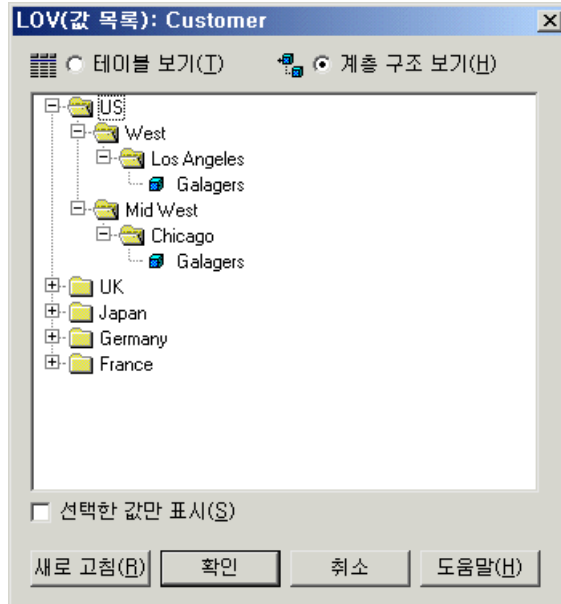 LOV(값 목록): Customer
테이블 보기(T) 계층 구조 보기(H)
US
West
Los Angeles
Galagers
Mid West
Chicago
Galagers
UK
Japan
Germany
France
선택한 값만 표시(S)
새로 고침(R) 확인 취소 도움말(H)